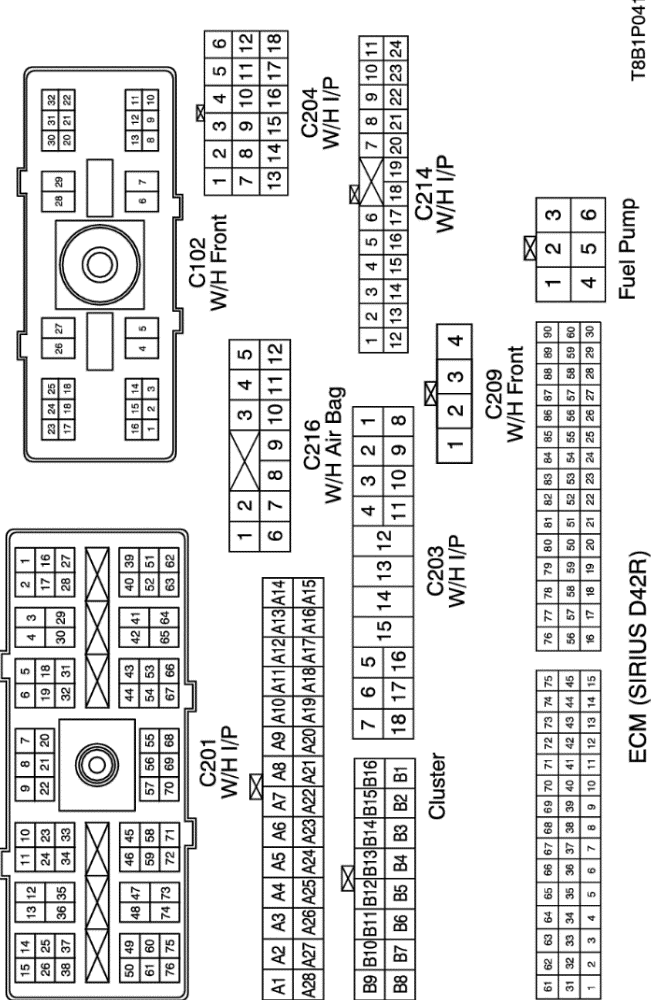 15 14 13 12 11 10 9 8 7 6 5 4 3 2 1
26 25 24 23 22 21 20 19 18 17 16
38 37 36 35 34 33 32 31 30 29 28 27
50 49 48 47 46 45 44 43 42 41 40 39
61 60 59 58 57 56 55 54 53 52 51
76 75 74 73 72 71 70 69 68 67 66 65 64 63 62
C201
W/H I/P
23 24 25 26 27 28 29 30 31 32
17 18 18 20 21 22
16 15 14 4 5 6 7 13 12 11
1 2 3 8 9 10
C102
W/H Front
A1 A2 A3 A4 A5 A6 A7 A8 A9 A10 A11 A12 A13 A14
A28 A27 A26 A25 A24 A23 A22 A21 A20 A19 A18 A17 A16 A15
B9 B10 B11 B12 B13 B14 B15 B16
B8 B7 B6 B5 B4 B3 B2 B1
Cluster
1 2 3 4 5
6 7 8 9 10 11 12
C216
W/H Air Bag
1 2 3 4 5 6
7 8 9 10 11 12
13 14 15 16 17 18
C204
W/H I/P
7 6 5 15 14 13 12 4 3 2 1
18 17 16 11 10 9 8
C203
W/H I/P
1 2 3 4 5 6 7 8 9 10 11
12 13 14 15 16 17 18 19 20 21 22 23 24
C214
W/H I/P
1 2 3 4
C209
W/H Front
61 62 63 64 65 66 67 68 69 70 71 72 73 74 75 76 77 78 79 80 81 82 83 84 85 86 87 88 89 90
31 32 33 34 35 36 37 38 39 40 41 42 43 44 45 56 57 58 59 50 51 52 53 54 55 56 57 58 59 60
1 2 3 4 5 6 7 8 9 10 11 12 13 14 15 16 17 18 19 20 21 22 23 24 25 26 27 28 29 30
ECM (SIRIUS D42R)
1 2 3
4 5 6
Fuel Pump
T8B1P041